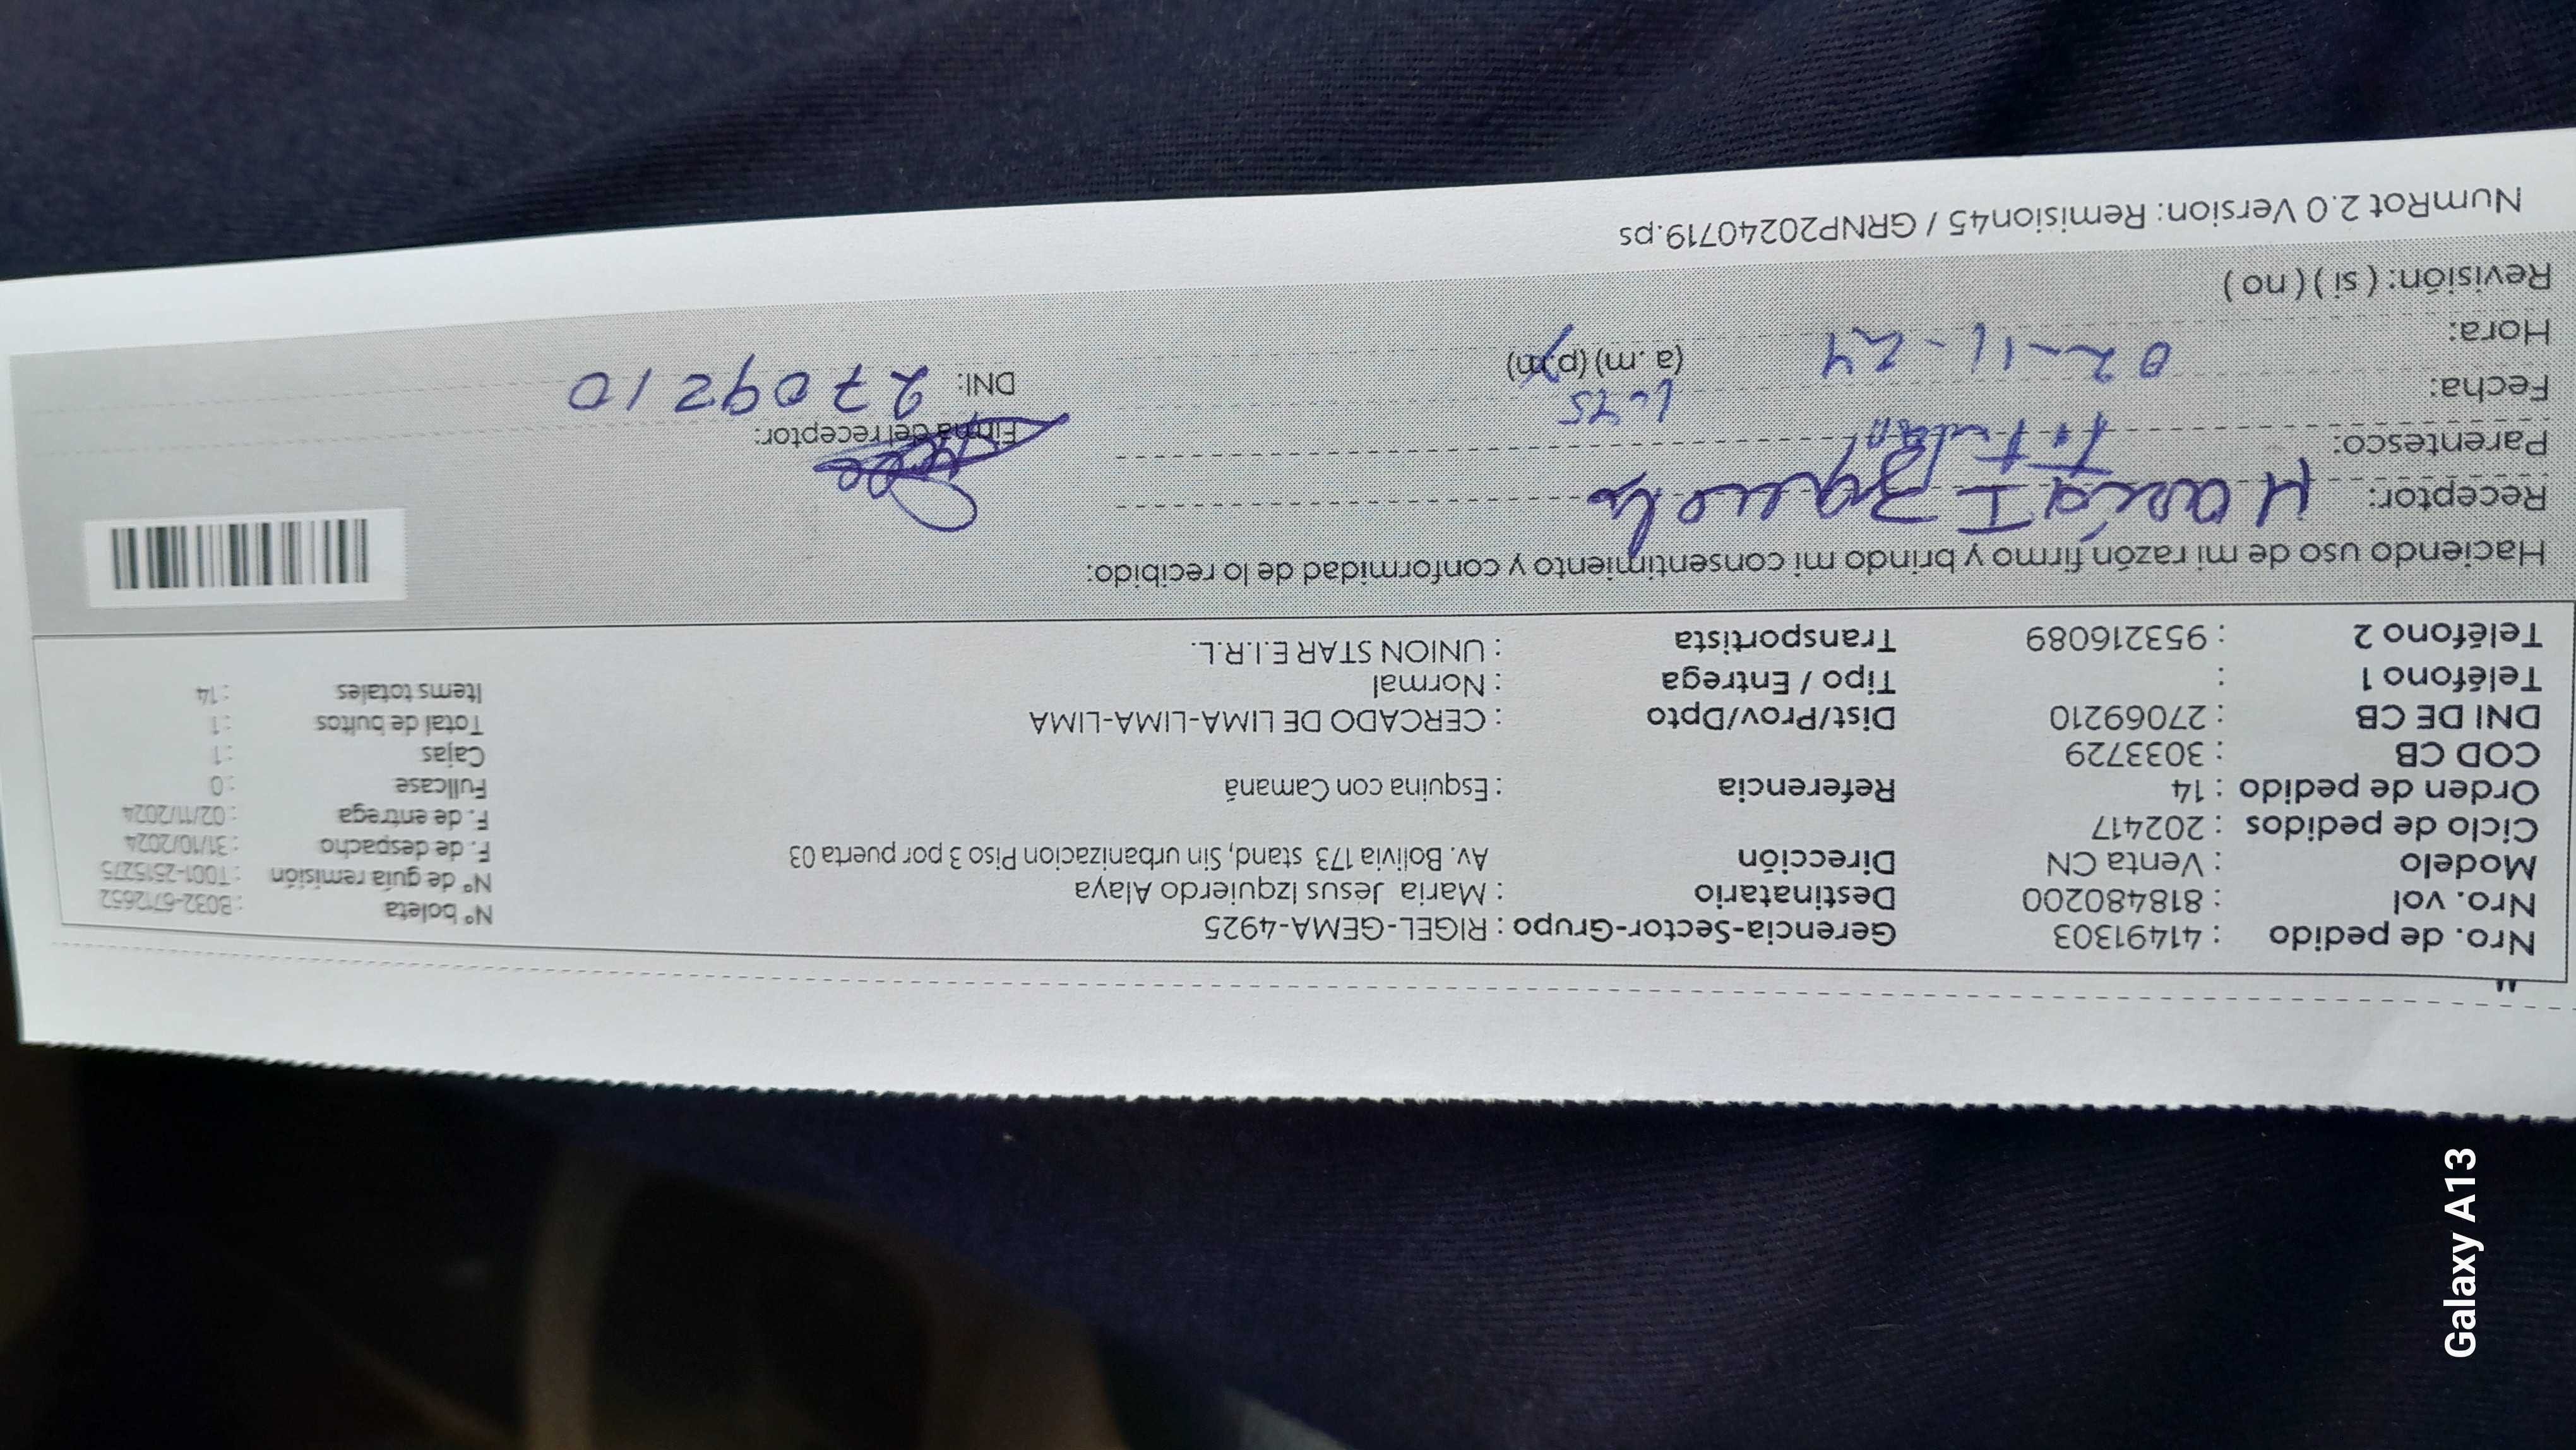 Nro. de pedido : 41491303 Gerencia-Sector-Grupo : RIGEL-GEMA-4925 N° boleta : B032-6712652
Nro. vol : 818480200 Destinatario : Maria Jesus Izquierdo Alaya N° de guía remisión : T001-2515275
Modelo : Venta CN Dirección Av. Bolivia 173 stand, Sin urbanizacion Piso 3 por puerta 03 F. de despacho : 31/10/2024
Ciclo de pedidos : 202417 F. de entrega : 02/11/2024
Orden de pedido : 14 Referencia : Esquina con Camaná Fullcase : 0
COD CB : 3033729 Cajas : 1
DNI DE CB : 27069210 Dist/Prov/Dpto : CERCADO DE LIMA-LIMA-LIMA Total de bultos : 1
Teléfono 1 : Tipo / Entrega : Normal Items totales : 14
Teléfono 2 : 953216089 Transportista : UNION STAR E.I.R.L.
Haciendo uso de mi razón firmo y brindo mi consentimiento y conformidad de lo recibido:
Receptor: Maria
Parentesco: Firma del receptor:
Fecha: 02-11-24 (a. m) (p.m) DNI: 2709210
Hora:
Revisión: ( si ) ( no )
NumRot 2.0 Version: Remision45 / GRNP20240719.ps
Galaxy A13